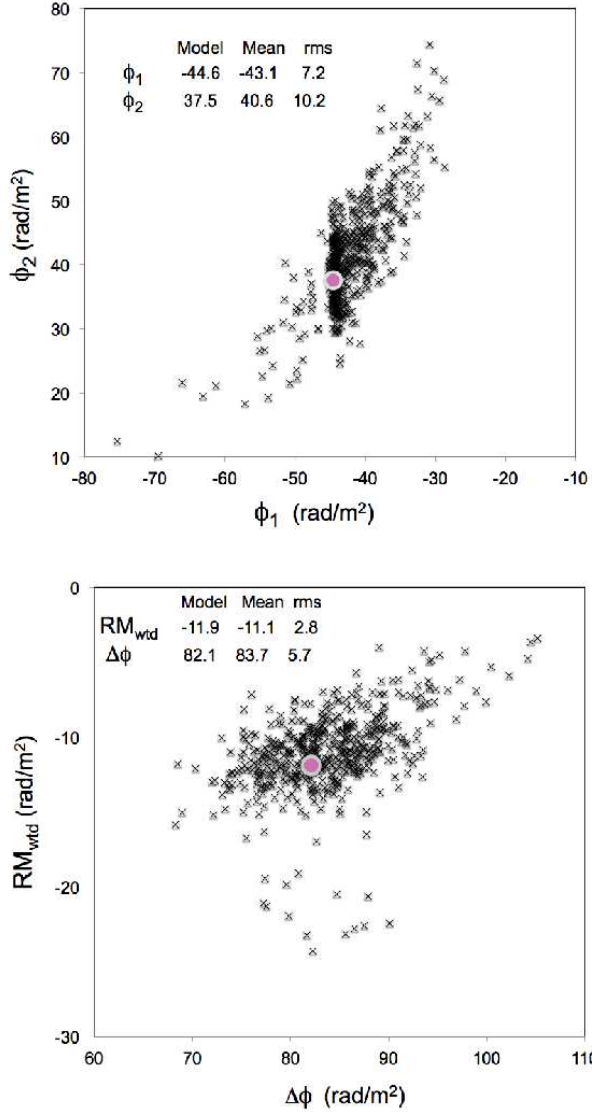 80
Model Mean rms
ϕ₁ -44.6 -43.1 7.2
70
ϕ₂ 37.5 40.6 10.2
60
50
ϕ₂ (rad/m²)
40
30
20
10
-80 -70 -60 -50 -40 -30 -20 -10
ϕ₁ (rad/m²)
0
Model Mean rms
RM_wtd -11.9 -11.1 2.8
Δϕ 82.1 83.7 5.7
-10
RM_wtd (rad/m²)
-20
-30
60 70 80 90 100 110
Δϕ (rad/m²)